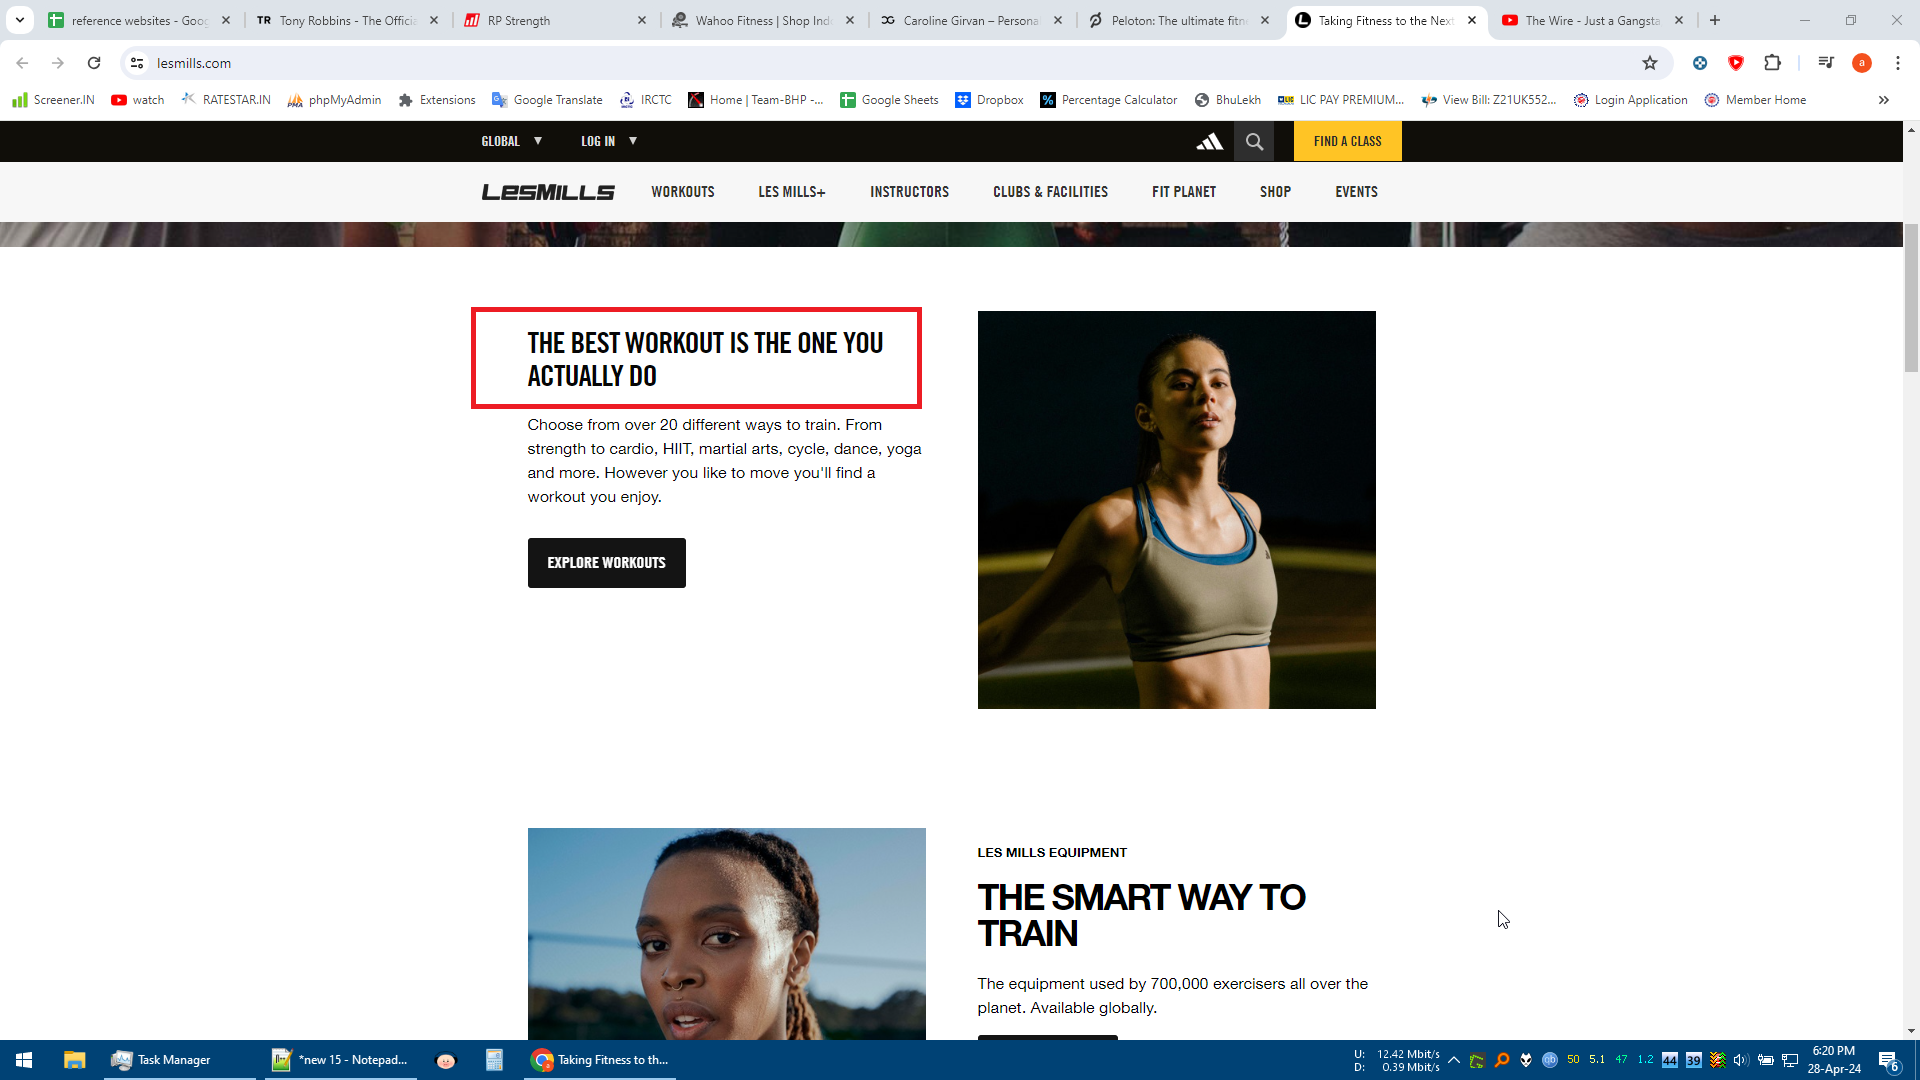 reference websites - Goog
TR Tony Robbins - The Officia
RP Strength
Wahoo Fitness | Shop Ind
Caroline Girvan – Persona
Peloton: The ultimate fitn
Taking Fitness to the Next
The Wire - Just a Gangsta
lesmills.com
a
Screener.IN
watch
RATESTAR.IN
phpMyAdmin
Extensions
Google Translate
IRCTC
Home | Team-BHP -...
Google Sheets
Dropbox
Percentage Calculator
BhuLekh
LIC PAY PREMIUM...
View Bill: Z21UK552...
Login Application
Member Home
GLOBAL
LOG IN
FIND A CLASS
LESMILLS
WORKOUTS
LES MILLS+
INSTRUCTORS
CLUBS & FACILITIES
FIT PLANET
SHOP
EVENTS
THE BEST WORKOUT IS THE ONE YOU
ACTUALLY DO
Choose from over 20 different ways to train. From
strength to cardio, HIIT, martial arts, cycle, dance, yoga
and more. However you like to move you'll find a
workout you enjoy.
EXPLORE WORKOUTS
LES MILLS EQUIPMENT
THE SMART WAY TO
TRAIN
The equipment used by 700,000 exercisers all over the
planet. Available globally.
Task Manager
*new 15 - Notepad...
Taking Fitness to th...
U: 12.42 Mbit/s
D: 0.39 Mbit/s
50 5.1 47 1.2 44 39
6:20 PM
28-Apr-24
6